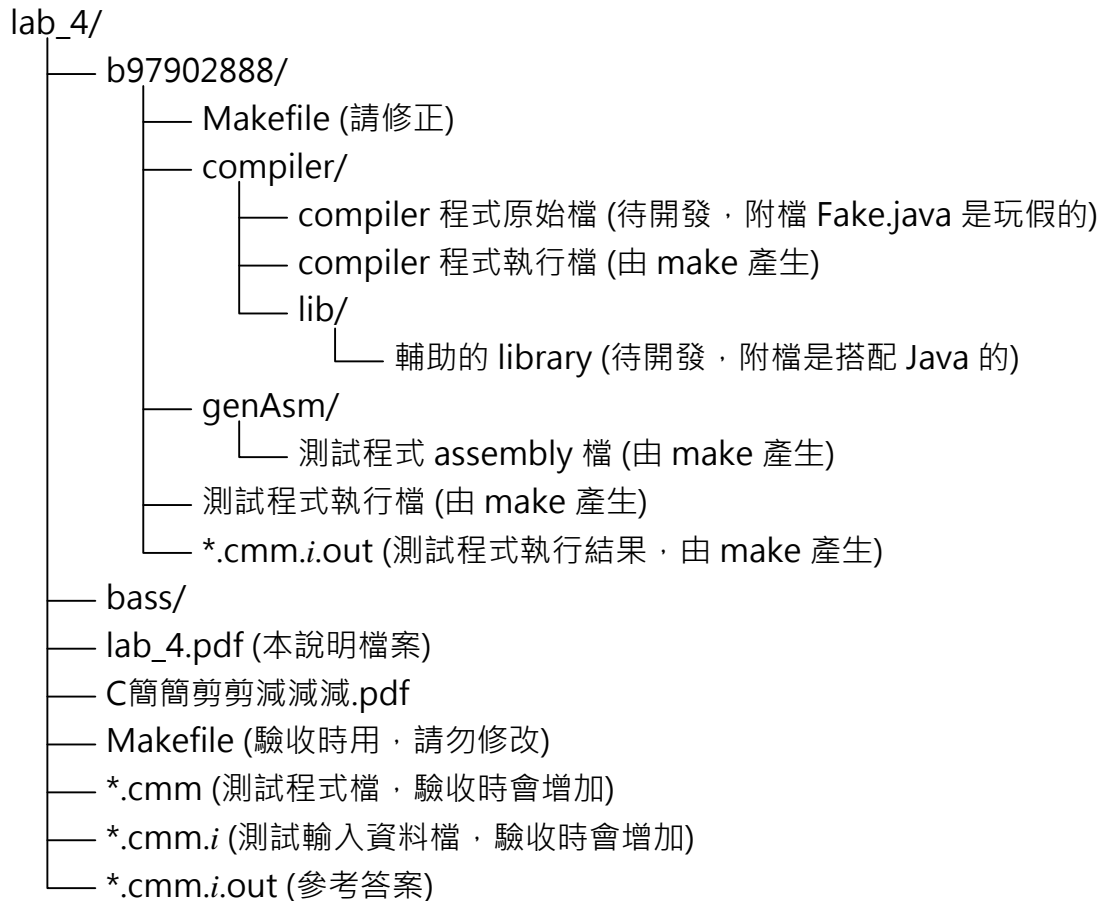 lab_4/
b97902888/
Makefile (請修正)
compiler/
compiler 程式原始檔 (待開發，附檔 Fake.java 是玩假的)
compiler 程式執行檔 (由 make 產生)
lib/
輔助的 library (待開發，附檔是搭配 Java 的)
genAsm/
測試程式 assembly 檔 (由 make 產生)
測試程式執行檔 (由 make 產生)
*.cmm.i.out (測試程式執行結果，由 make 產生)
bass/
lab_4.pdf (本說明檔案)
C簡簡剪剪減減減.pdf
Makefile (驗收時用，請勿修改)
*.cmm (測試程式檔，驗收時會增加)
*.cmm.i (測試輸入資料檔，驗收時會增加)
*.cmm.i.out (參考答案)